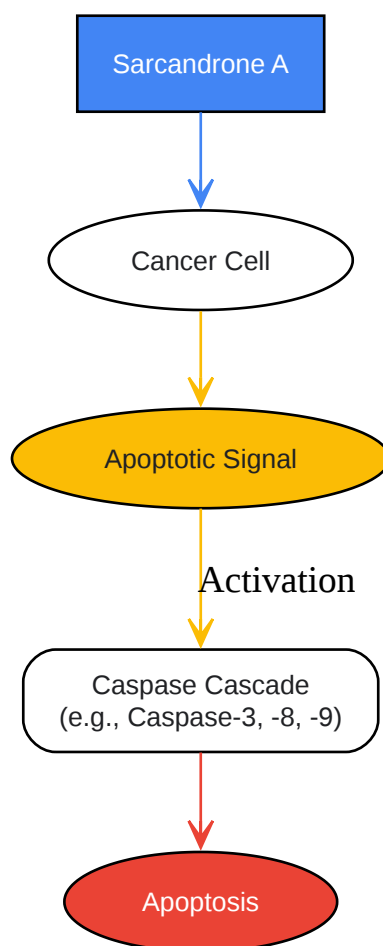 Sarcandrone A
Cancer Cell
Apoptotic Signal
Activation
Caspase Cascade
(e.g., Caspase-3, -8, -9)
Apoptosis